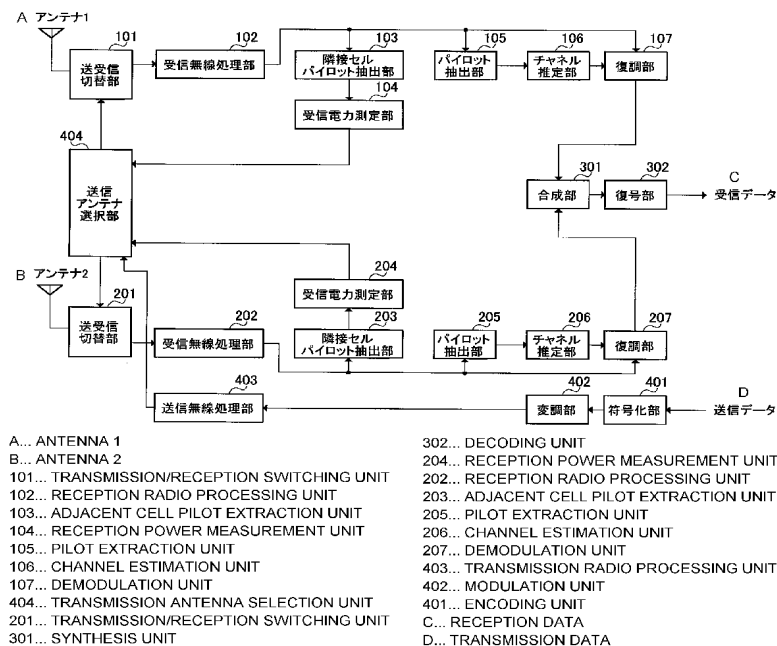 A アンテナ1
101
送受信
切替部
102
受信無線処理部
103
隣接セル
パイロット抽出部
104
受信電力測定部
105
パイロット
抽出部
106
チャネル
推定部
107
復調部
404
送信
アンテナ
選択部
301
合成部
302
復号部
C
受信データ
B アンテナ2
201
送受信
切替部
202
受信無線処理部
204
受信電力測定部
203
隣接セル
パイロット抽出部
205
パイロット
抽出部
206
チャネル
推定部
207
復調部
403
送信無線処理部
402
変調部
401
符号化部
D
送信データ
A... ANTENNA 1
B... ANTENNA 2
101... TRANSMISSION/RECEPTION SWITCHING UNIT
102... RECEPTION RADIO PROCESSING UNIT
103... ADJACENT CELL PILOT EXTRACTION UNIT
104... RECEPTION POWER MEASUREMENT UNIT
105... PILOT EXTRACTION UNIT
106... CHANNEL ESTIMATION UNIT
107... DEMODULATION UNIT
404... TRANSMISSION ANTENNA SELECTION UNIT
201... TRANSMISSION/RECEPTION SWITCHING UNIT
301... SYNTHESIS UNIT
302... DECODING UNIT
204... RECEPTION POWER MEASUREMENT UNIT
202... RECEPTION RADIO PROCESSING UNIT
203... ADJACENT CELL PILOT EXTRACTION UNIT
205... PILOT EXTRACTION UNIT
206... CHANNEL ESTIMATION UNIT
207... DEMODULATION UNIT
403... TRANSMISSION RADIO PROCESSING UNIT
402... MODULATION UNIT
401... ENCODING UNIT
C... RECEPTION DATA
D... TRANSMISSION DATA